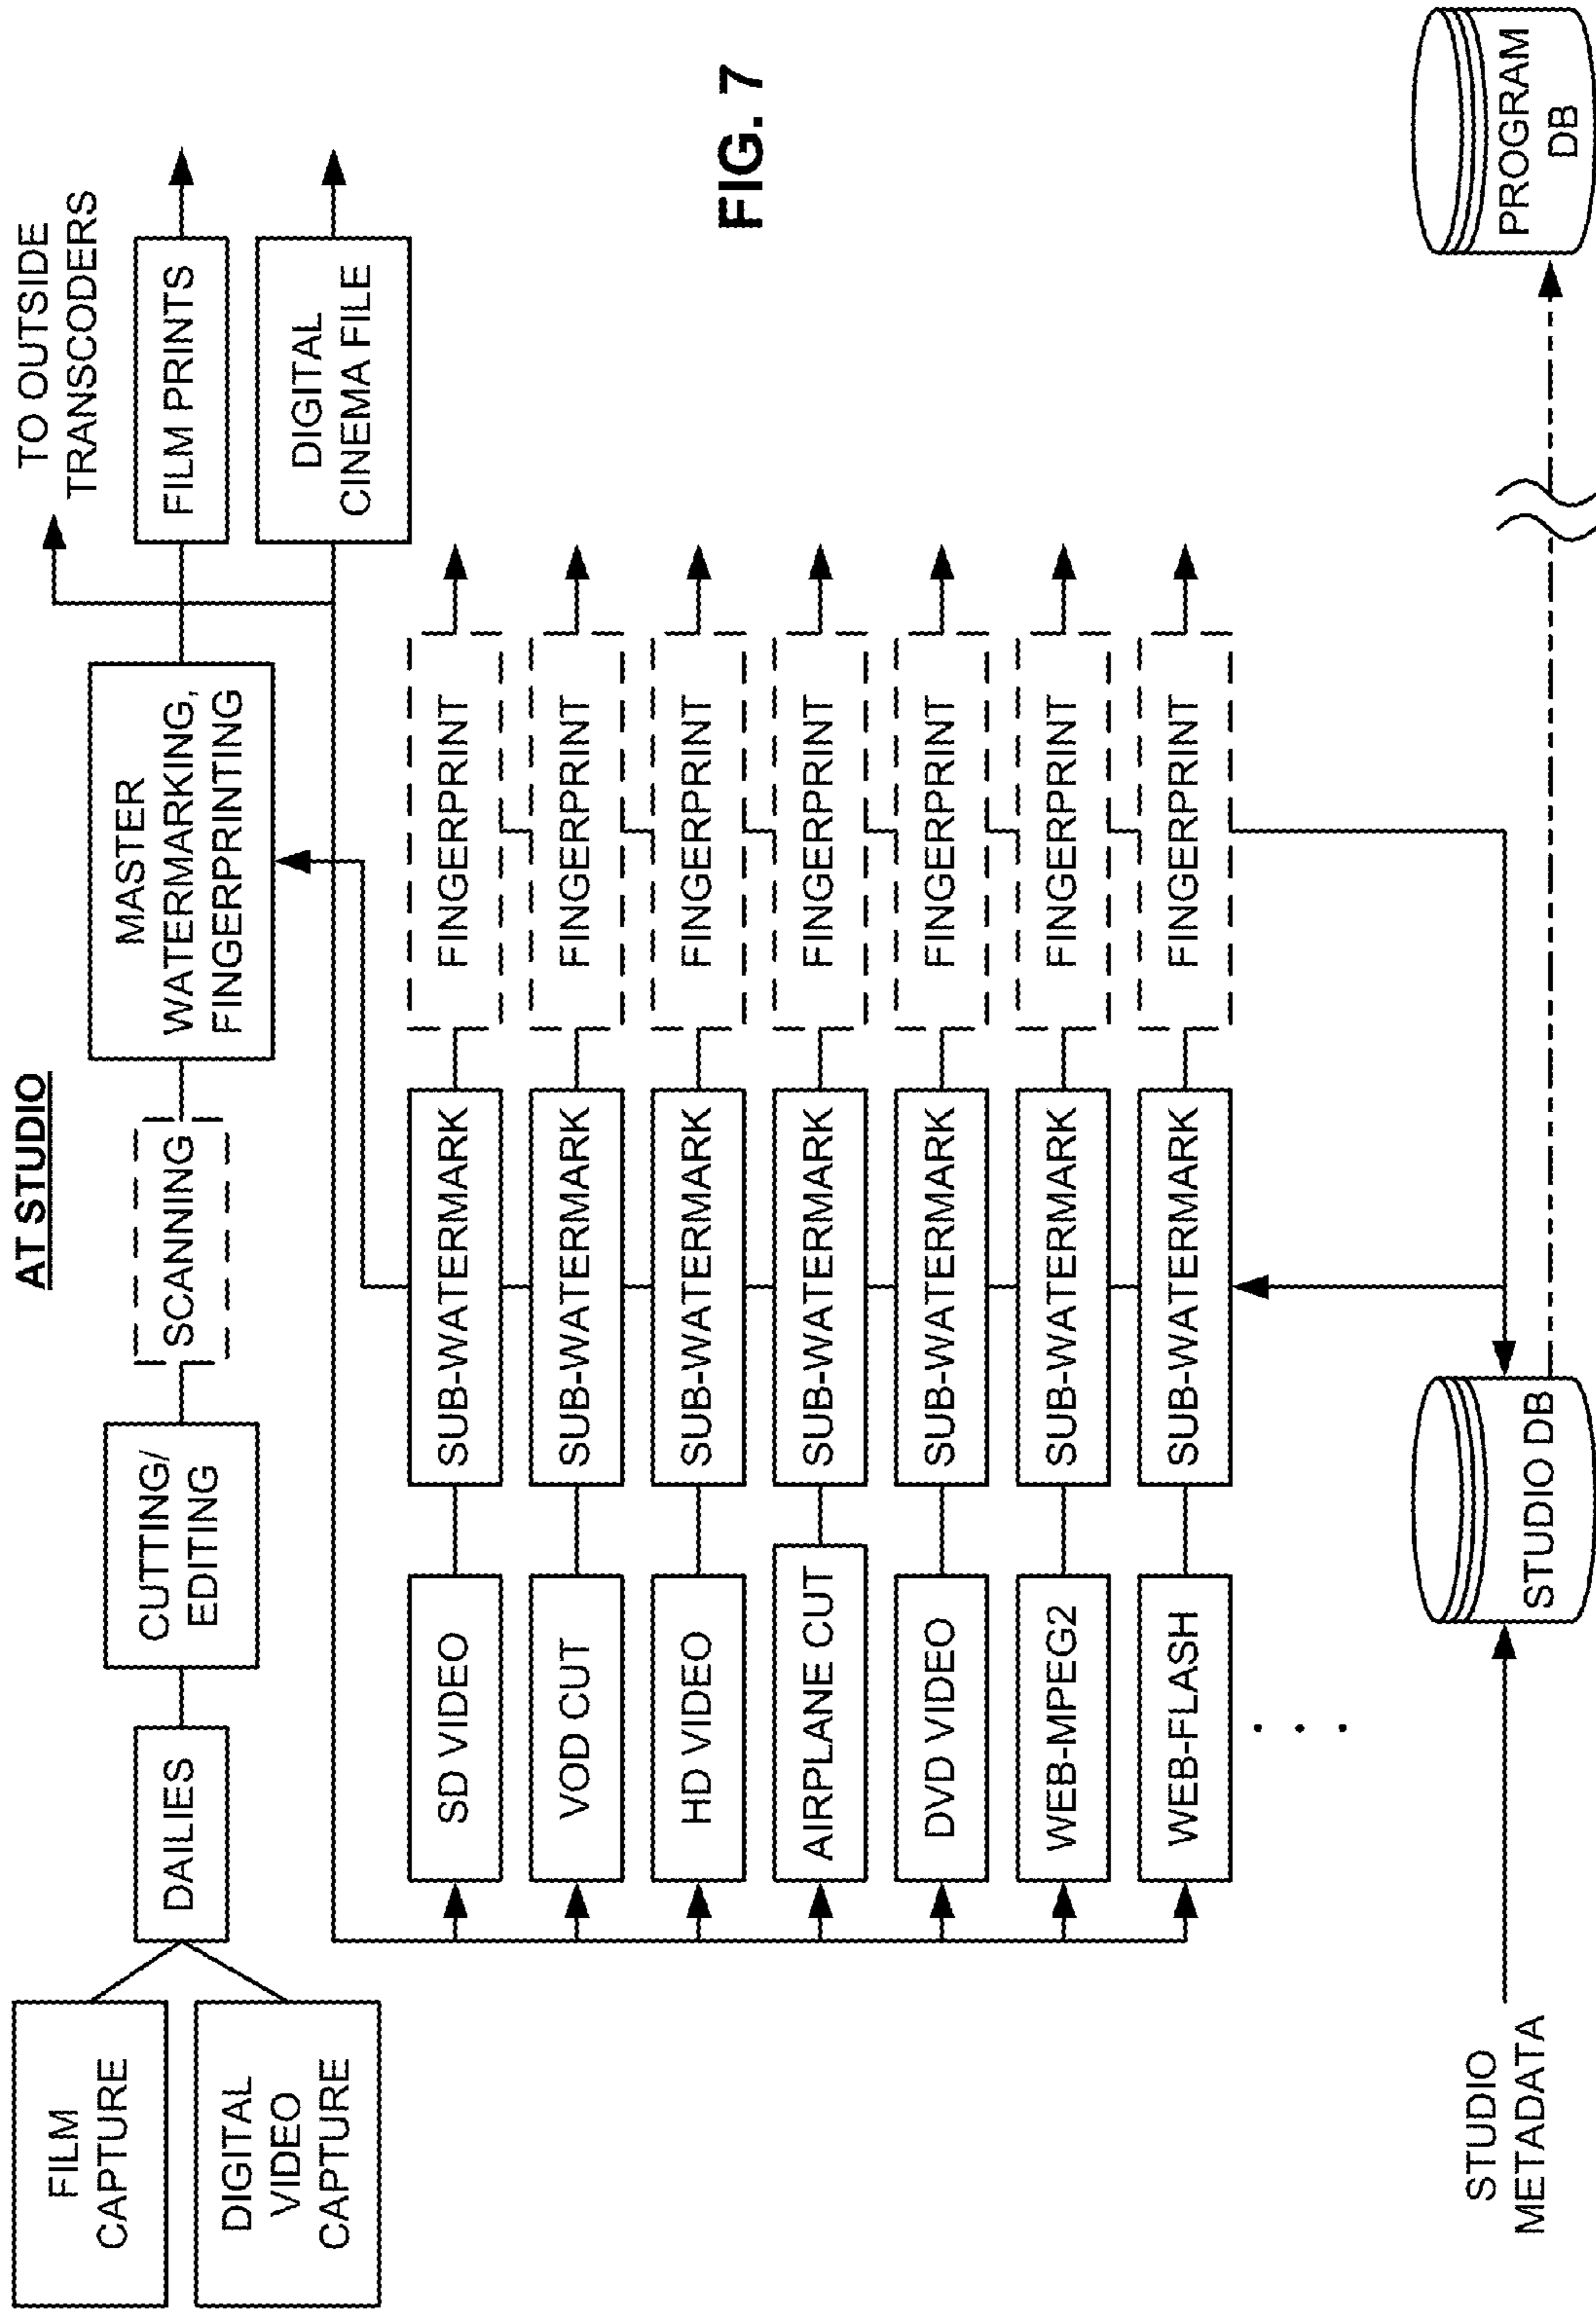 AT STUDIO
FILM
CAPTURE
DIGITAL
VIDEO
CAPTURE
DAILIES
CUTTING/
EDITING
SCANNING
MASTER
WATERMARKING,
FINGERPRINTING
TO OUTSIDE
TRANSCODERS
FILM PRINTS
DIGITAL
CINEMA FILE
SD VIDEO
SUB-WATERMARK
FINGERPRINT
VOD CUT
SUB-WATERMARK
FINGERPRINT
HD VIDEO
SUB-WATERMARK
FINGERPRINT
AIRPLANE CUT
SUB-WATERMARK
FINGERPRINT
DVD VIDEO
SUB-WATERMARK
FINGERPRINT
WEB-MPEG2
SUB-WATERMARK
FINGERPRINT
WEB-FLASH
SUB-WATERMARK
FINGERPRINT
. . .
FIG. 7
STUDIO
METADATA
STUDIO DB
PROGRAM
DB